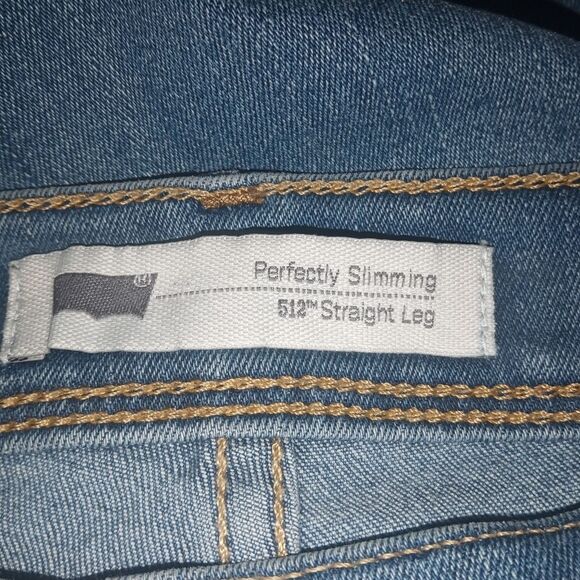 Perfectly Slimming
512™ Straight Leg
®